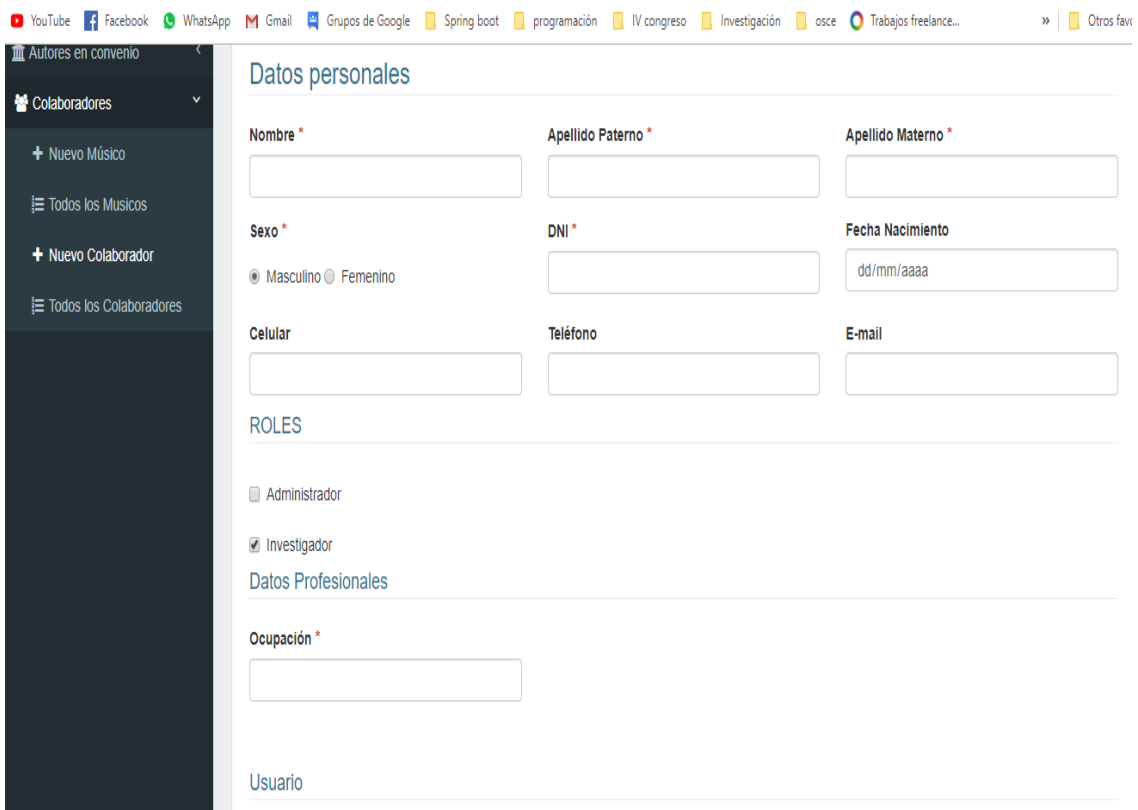 YouTube Facebook WhatsApp Gmail Grupos de Google Spring boot programación IV congreso Investigación osce Trabajos freelance... » Otros favo
Autores en convenio
Colaboradores
+ Nuevo Músico
Todos los Musicos
+ Nuevo Colaborador
Todos los Colaboradores
Datos personales
Nombre * Apellido Paterno * Apellido Materno *
Sexo * DNI * Fecha Nacimiento
Masculino Femenino dd/mm/aaaa
Celular Teléfono E-mail
ROLES
Administrador
Investigador
Datos Profesionales
Ocupación *
Usuario